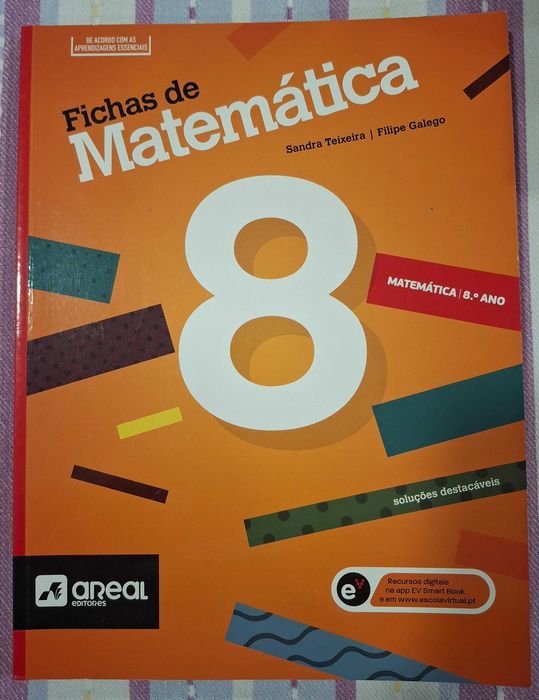 DE ACORDO COM AS
APRENDIZAGENS ESSENCIAIS
Fichas de
Matemática
Sandra Teixeira | Filipe Galego
8
MATEMÁTICA | 8.º ANO
soluções destacáveis
areal
EDITORES
ev
Recursos digitais
na app EV Smart Book
e em www.escolavirtual.pt